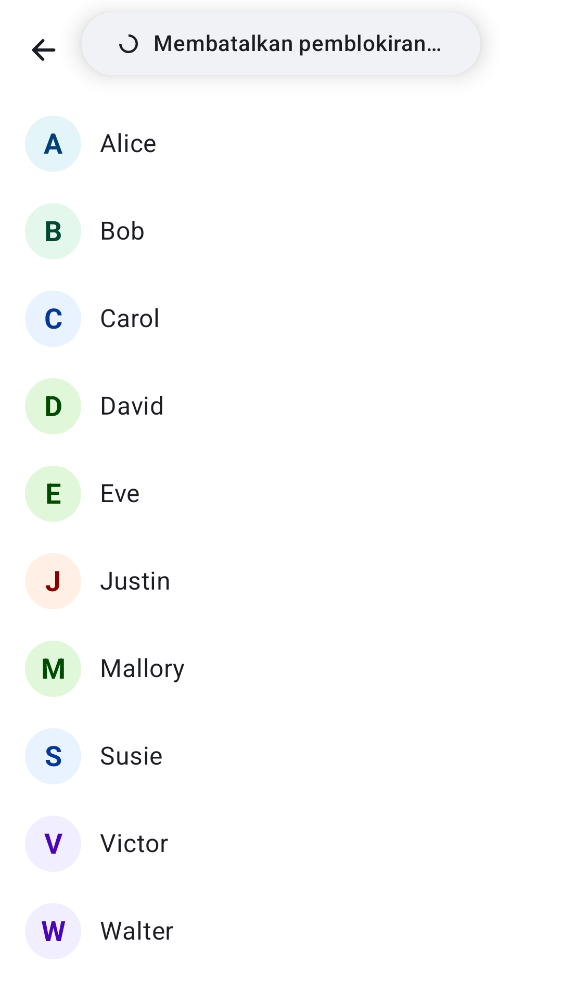 Membatalkan pemblokiran…
A Alice
B Bob
C Carol
D David
E Eve
J Justin
M Mallory
S Susie
V Victor
W Walter